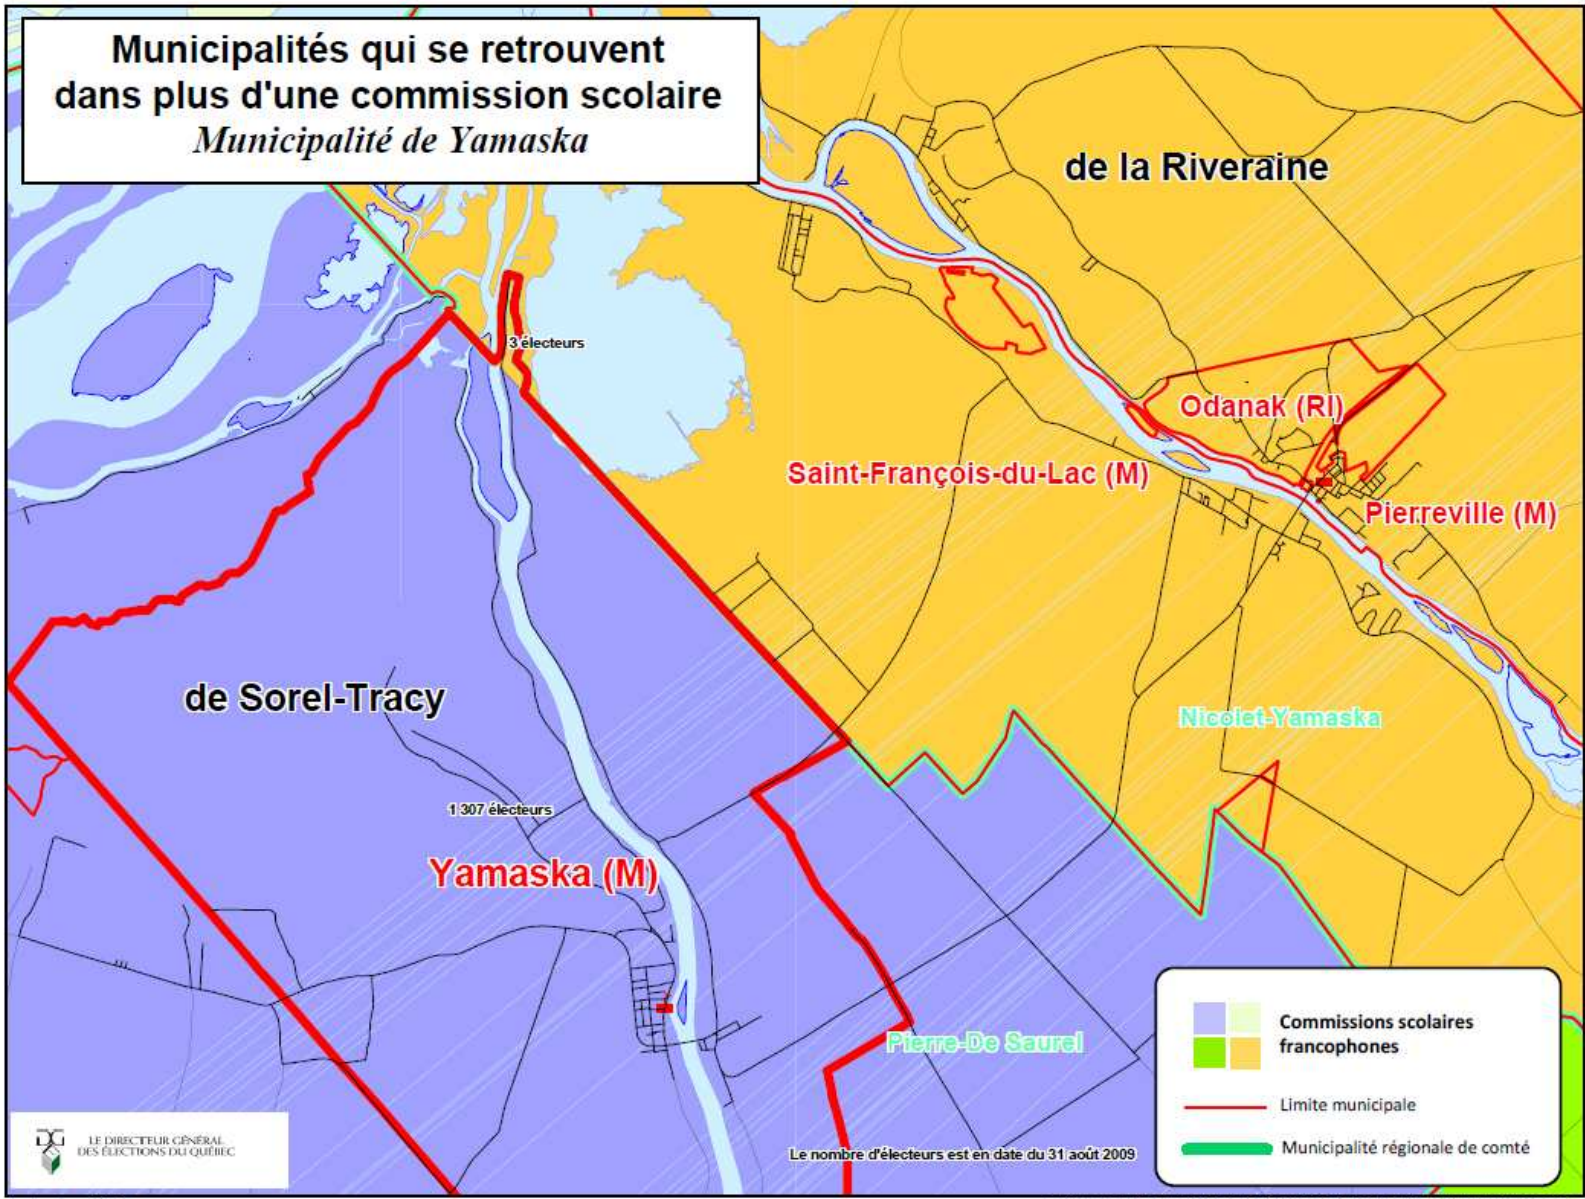 Municipalités qui se retrouvent
dans plus d'une commission scolaire
Municipalité de Yamaska
de la Riveraine
3 électeurs
Odanak (RI)
Saint-François-du-Lac (M)
Pierreville (M)
de Sorel-Tracy
Nicolet-Yamaska
1 307 électeurs
Yamaska (M)
Pierre-De Saurel
Commissions scolaires
francophones
Limite municipale
Municipalité régionale de comté
LE DIRECTEUR GÉNÉRAL
DES ÉLECTIONS DU QUÉBEC
Le nombre d'électeurs est en date du 31 août 2009